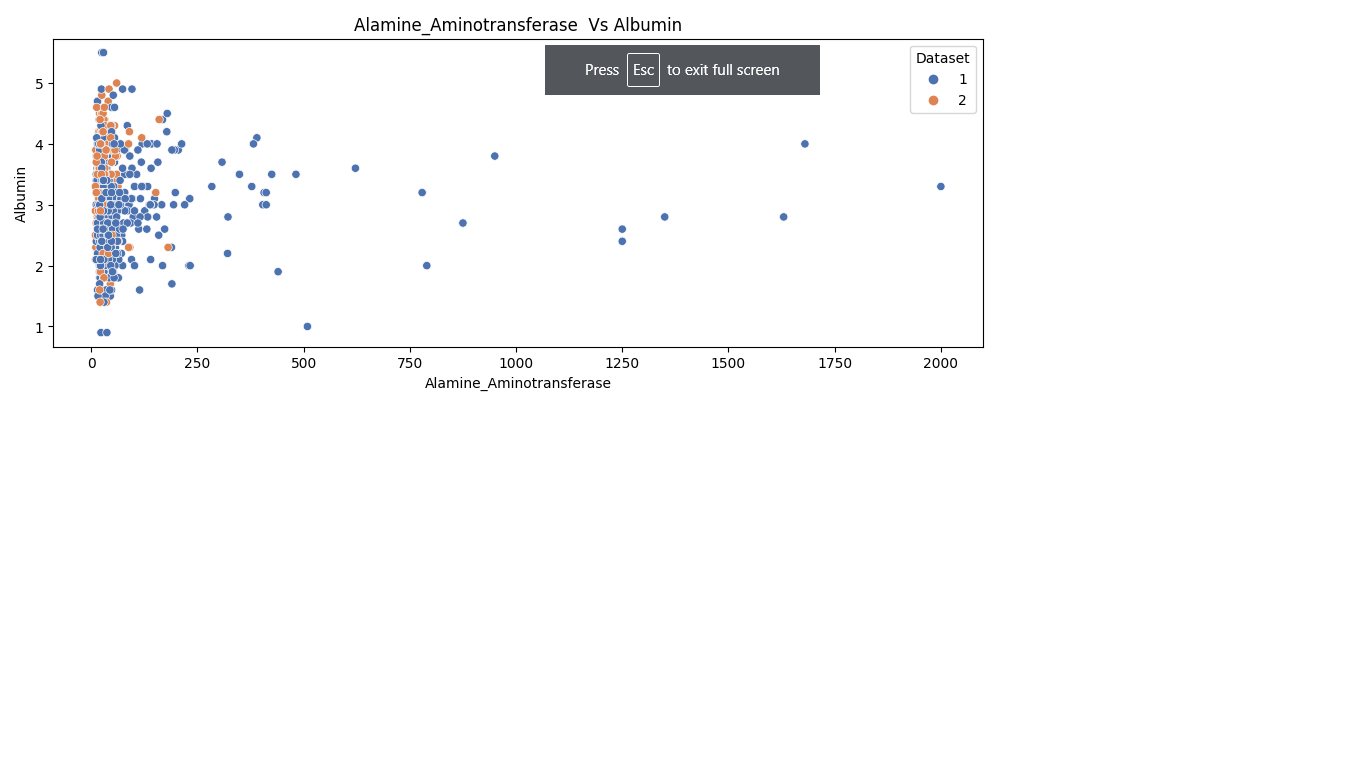 Alamine_Aminotransferase  Vs Albumin
Press Esc to exit full screen
Dataset
1
2
Albumin
5
4
3
2
1
0 250 500 750 1000 1250 1500 1750 2000
Alamine_Aminotransferase